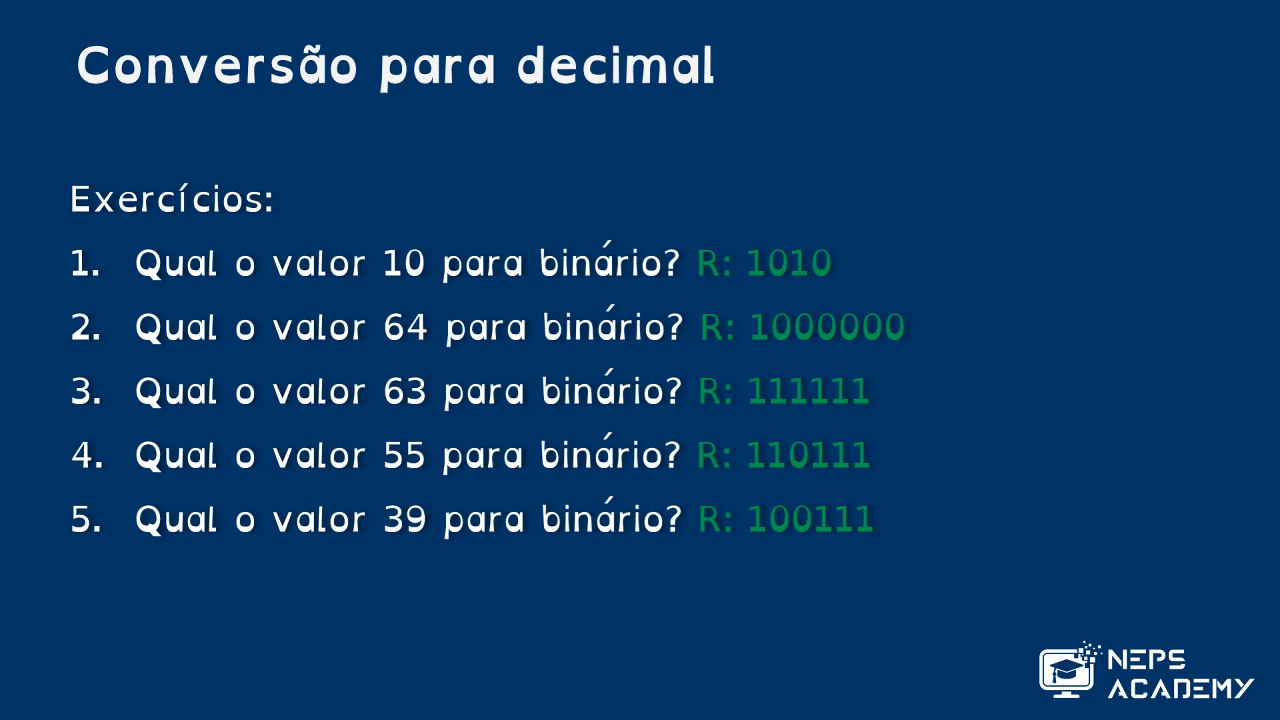 Conversão para decimal
Exercícios:
1. Qual o valor 10 para binário? R: 1010
2. Qual o valor 64 para binário? R: 1000000
3. Qual o valor 63 para binário? R: 111111
4. Qual o valor 55 para binário? R: 110111
5. Qual o valor 39 para binário? R: 100111
NEPS
ACADEMY